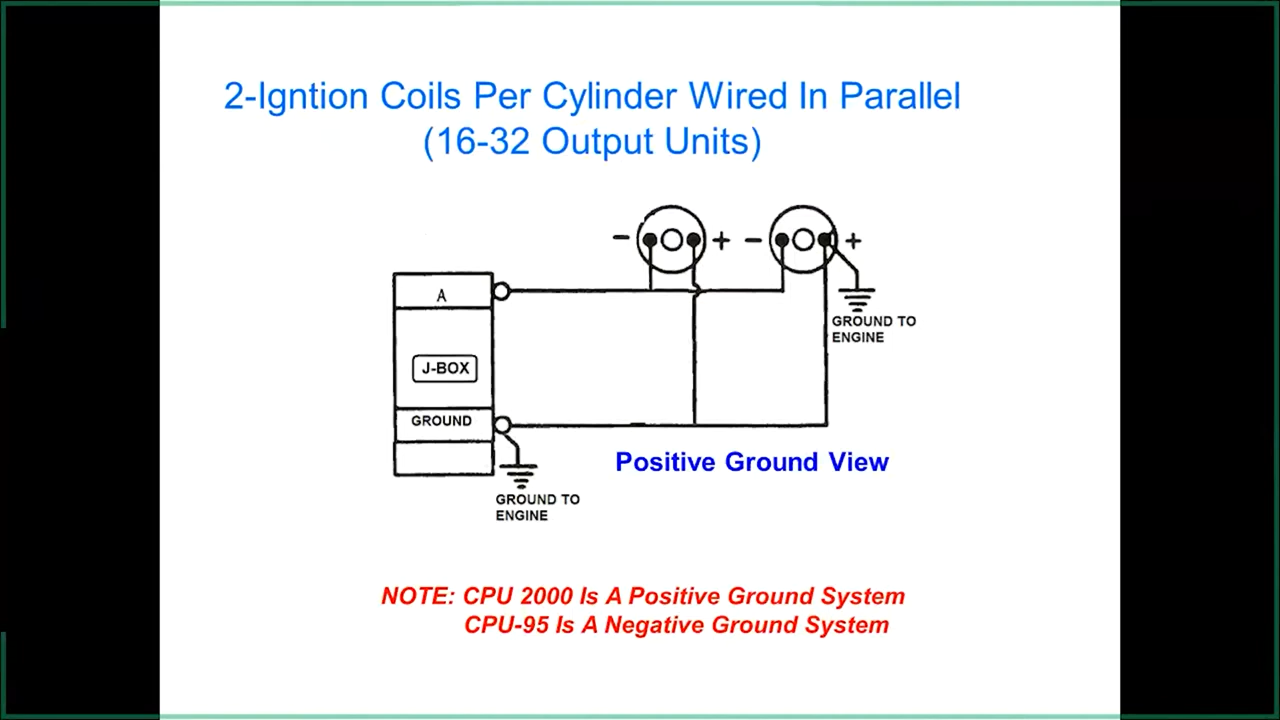 2-Igntion Coils Per Cylinder Wired In Parallel
(16-32 Output Units)
- + - +
A
GROUND TO
ENGINE
J-BOX
GROUND
Positive Ground View
GROUND TO
ENGINE
NOTE: CPU 2000 Is A Positive Ground System
CPU-95 Is A Negative Ground System